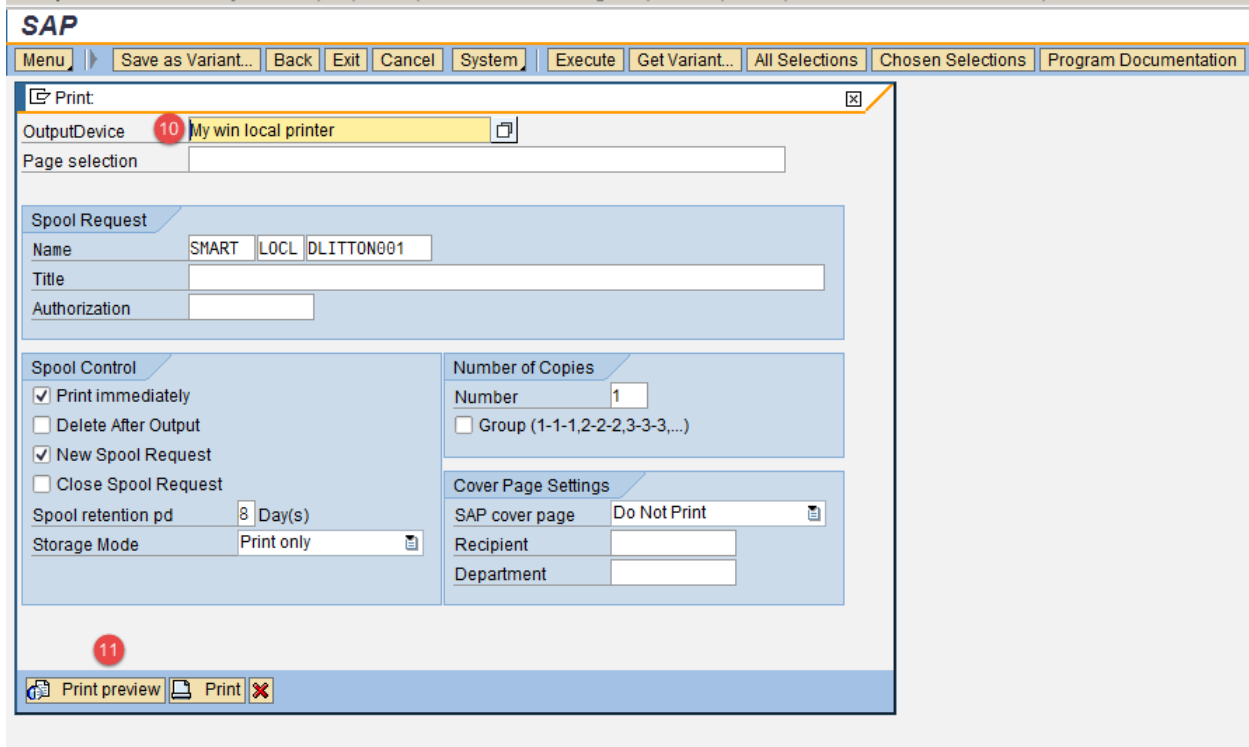 SAP
Menu Save as Variant... Back Exit Cancel System Execute Get Variant... All Selections Chosen Selections Program Documentation
Print:
OutputDevice 10 My win local printer
Page selection
Spool Request
Name SMART LOCL DLITTON001
Title
Authorization
Spool Control
Print immediately
Delete After Output
New Spool Request
Close Spool Request
Spool retention pd 8 Day(s)
Storage Mode Print only
Number of Copies
Number 1
Group (1-1-1,2-2-2,3-3-3,...)
Cover Page Settings
SAP cover page Do Not Print
Recipient
Department
11
Print preview Print